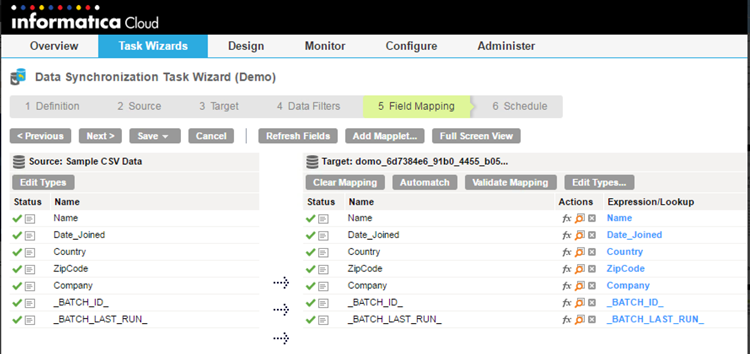 informatica Cloud
Overview Task Wizards Design Monitor Configure Administer
Data Synchronization Task Wizard (Demo)
1 Definition 2 Source 3 Target 4 Data Filters 5 Field Mapping 6 Schedule
< Previous Next > Save Cancel Refresh Fields Add Mapplet... Full Screen View
Source: Sample CSV Data
Edit Types
Status Name
Name
Date_Joined
Country
ZipCode
Company
_BATCH_ID_
_BATCH_LAST_RUN_
Target: domo_6d7384e6_91b0_4455_b05...
Clear Mapping Automatch Validate Mapping Edit Types...
Status Name Actions Expression/Lookup
Name fx Name
Date_Joined fx Date_Joined
Country fx Country
ZipCode fx ZipCode
Company fx Company
_BATCH_ID_ fx _BATCH_ID_
_BATCH_LAST_RUN_ fx _BATCH_LAST_RUN_